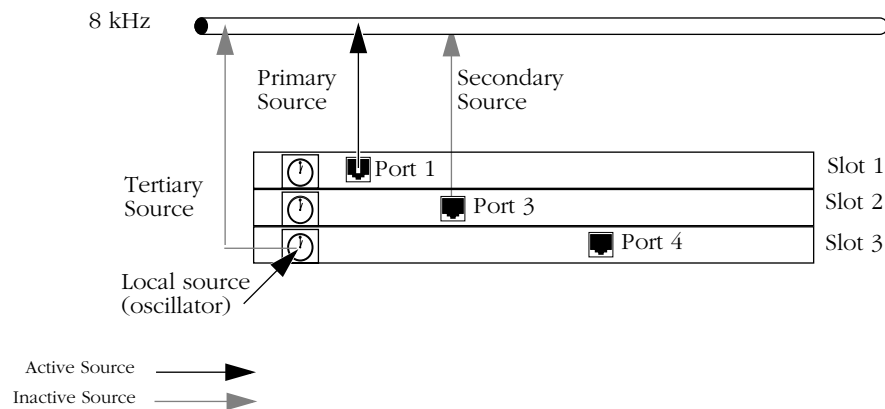 8 kHz
Primary
Source
Secondary
Source
Tertiary
Source
Port 1
Slot 1
Port 3
Slot 2
Port 4
Slot 3
Local source
(oscillator)
Active Source
Inactive Source